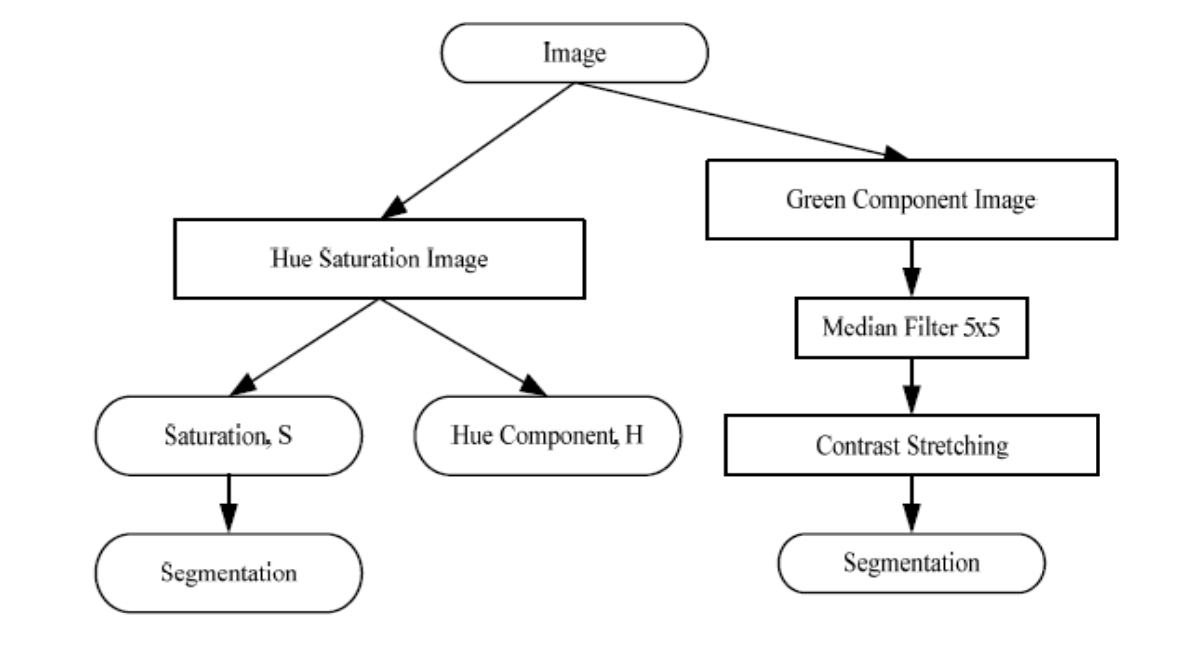 Image
Green Component Image
Hue Saturation Image
Median Filter 5x5
Saturation, S
Hue Component, H
Contrast Stretching
Segmentation
Segmentation